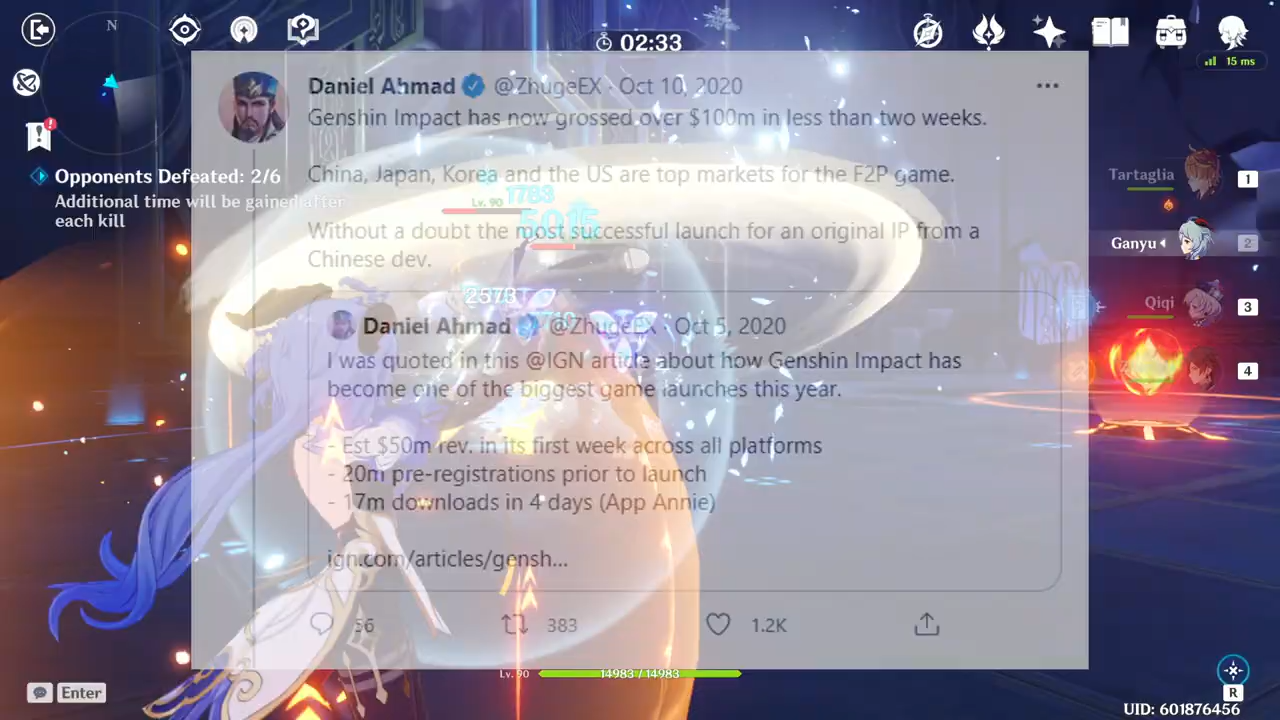 N
02:33
15 ms
Daniel Ahmad @ZhugeEX · Oct 10, 2020
Genshin Impact has now grossed over $100m in less than two weeks.
China, Japan, Korea and the US are top markets for the F2P game.
Without a doubt the most successful launch for an original IP from a
Chinese dev.
Daniel Ahmad @ZhugeEX · Oct 5, 2020
I was quoted in this @IGN article about how Genshin Impact has
become one of the biggest game launches this year.
- Est $50m rev. in its first week across all platforms
- 20m pre-registrations prior to launch
- 17m downloads in 4 days (App Annie)
ign.com/articles/gensh...
56
383
1.2K
Opponents Defeated: 2/6
Additional time will be gained after
each kill
Lv. 90
1783
5015
2573
Tartaglia 1
Ganyu 2
Qiqi 3
4
Lv. 90
14983 / 14983
Enter
R
UID: 601876456